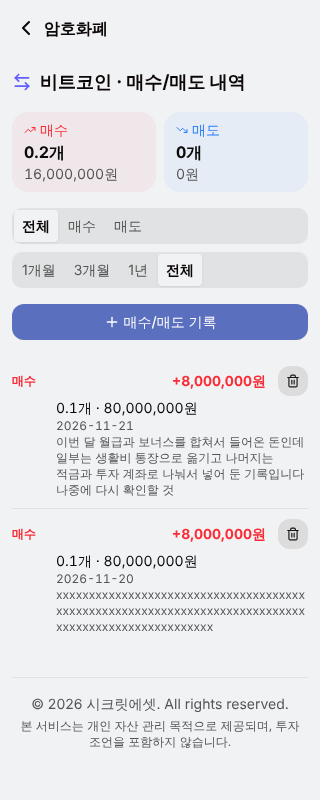 암호화폐
비트코인 · 매수/매도 내역
매수
0.2개
16,000,000원
매도
0개
0원
전체 매수 매도
1개월 3개월 1년 전체
+ 매수/매도 기록
매수 +8,000,000원
0.1개 · 80,000,000원
2026-11-21
이번 달 월급과 보너스를 합쳐서 들어온 돈인데
일부는 생활비 통장으로 옮기고 나머지는
적금과 투자 계좌로 나눠서 넣어 둔 기록입니다
나중에 다시 확인할 것
매수 +8,000,000원
0.1개 · 80,000,000원
2026-11-20
xxxxxxxxxxxxxxxxxxxxxxxxxxxxxxxxxxxxxx
xxxxxxxxxxxxxxxxxxxxxxxxxxxxxxxxxxxxxx
xxxxxxxxxxxxxxxxxxxxxxxx
© 2026 시크릿에셋. All rights reserved.
본 서비스는 개인 자산 관리 목적으로 제공되며, 투자
조언을 포함하지 않습니다.